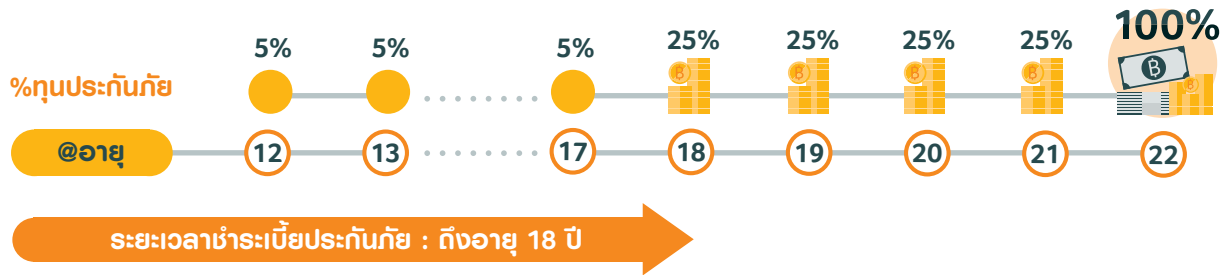 100%
5% 5% 5% 25% 25% 25% 25%
%ทุนประกันภัย
@อายุ 12 13 17 18 19 20 21 22
ระยะเวลาชำระเบี้ยประกันภัย : ถึงอายุ 18 ปี